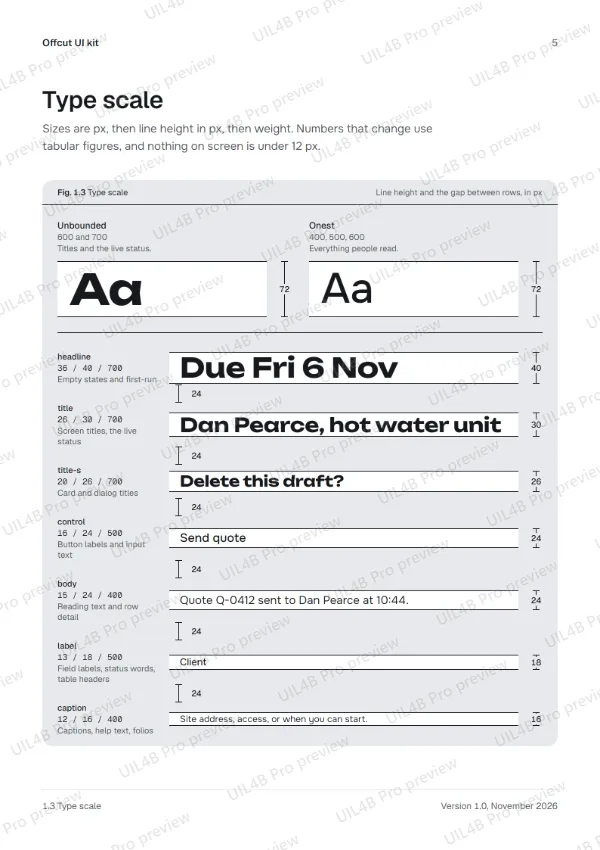 Offcut UI kit
5
Type scale
Sizes are px, then line height in px, then weight. Numbers that change use
tabular figures, and nothing on screen is under 12 px.
Fig. 1.3 Type scale
Line height and the gap between rows, in px
Unbounded
600 and 700
Titles and the live status.
Aa
72
Onest
400, 500, 600
Everything people read.
Aa
72
headline
36 / 40 / 700
Empty states and first-run
Due Fri 6 Nov
40
24
title
26 / 30 / 700
Screen titles, the live
status
Dan Pearce, hot water unit
30
24
title-s
20 / 26 / 700
Card and dialog titles
Delete this draft?
26
24
control
16 / 24 / 500
Button labels and input
text
Send quote
24
24
body
15 / 24 / 400
Reading text and row
detail
Quote Q-0412 sent to Dan Pearce at 10:44.
24
24
label
13 / 18 / 500
Field labels, status words,
table headers
Client
18
24
caption
12 / 16 / 400
Captions, help text, folios
Site address, access, or when you can start.
16
1.3 Type scale
Version 1.0, November 2026
UIL4B Pro preview